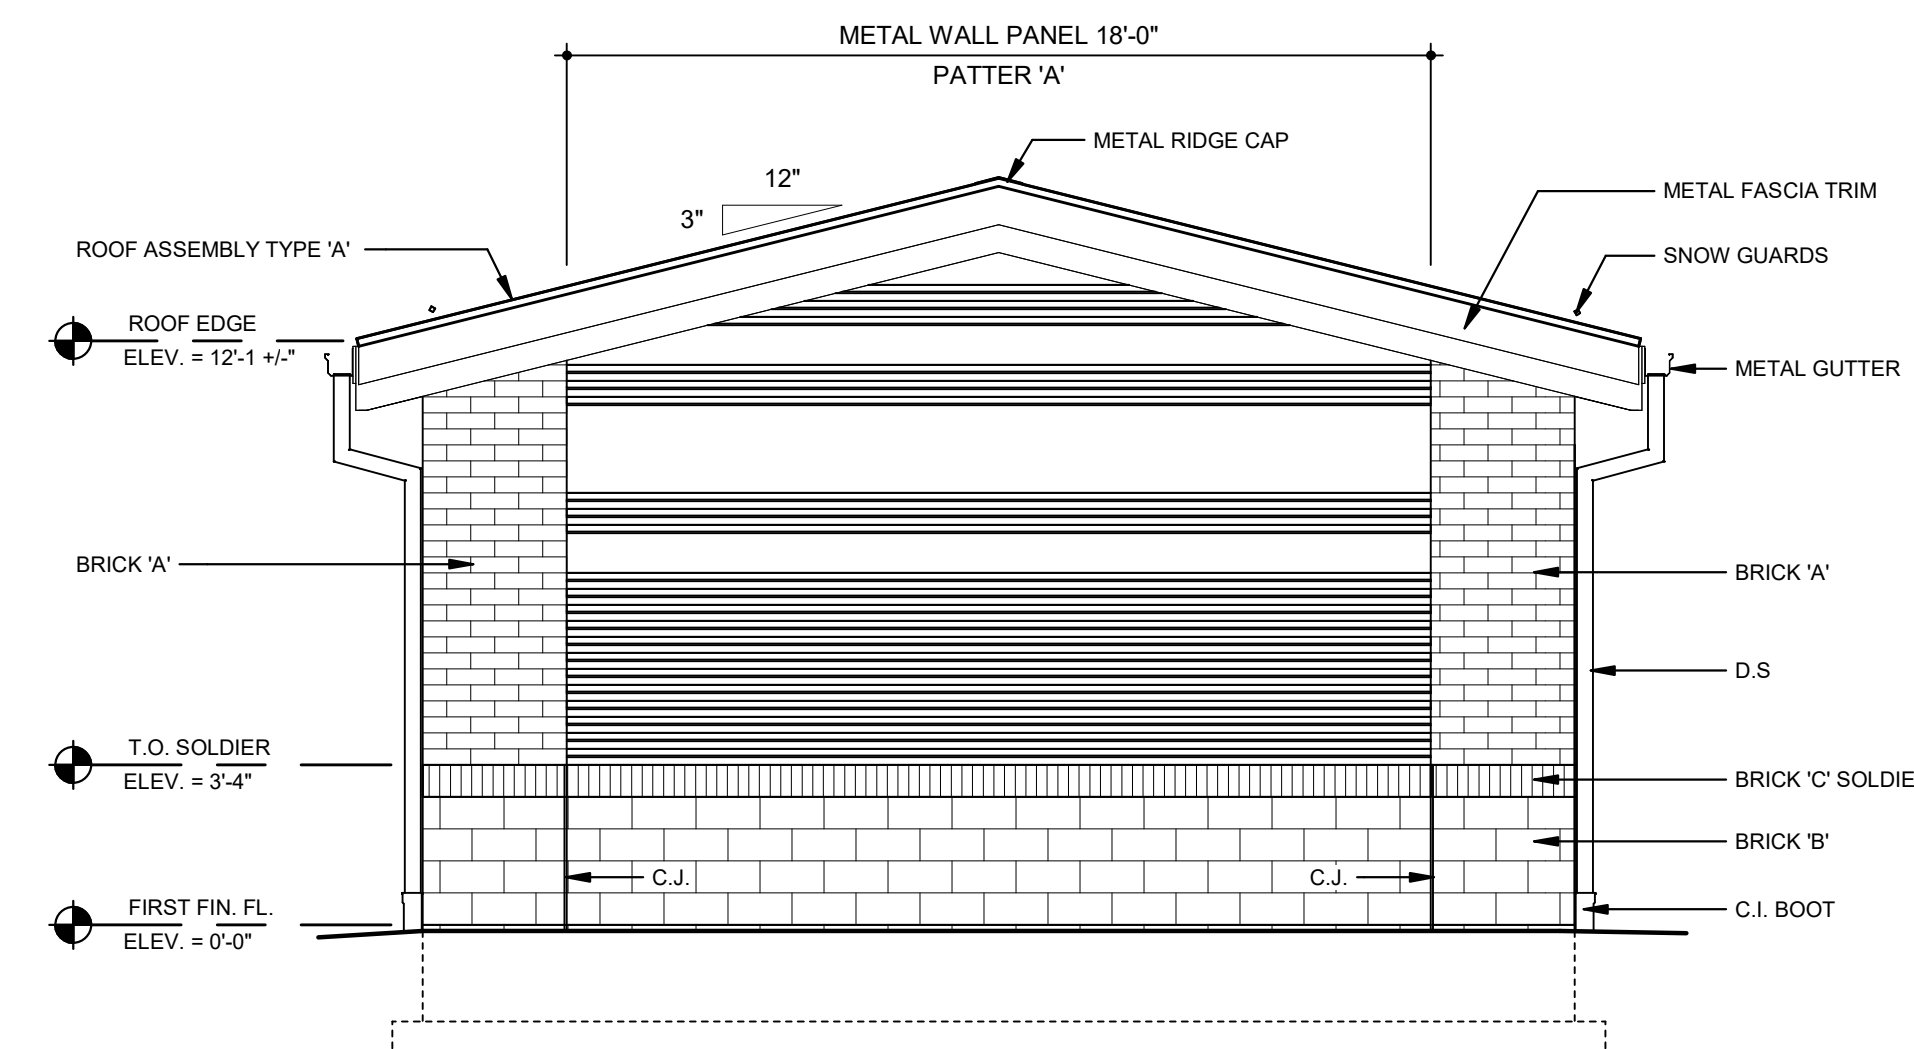 METAL WALL PANEL 18'-0"
PATTER 'A'
METAL RIDGE CAP
12"
3"
METAL FASCIA TRIM
ROOF ASSEMBLY TYPE 'A'
SNOW GUARDS
ROOF EDGE
ELEV. = 12'-1 +/-"
METAL GUTTER
BRICK 'A'
BRICK 'A'
D.S
T.O. SOLDIER
ELEV. = 3'-4"
BRICK 'C' SOLDIE
BRICK 'B'
C.J.
C.J.
FIRST FIN. FL.
ELEV. = 0'-0"
C.I. BOOT